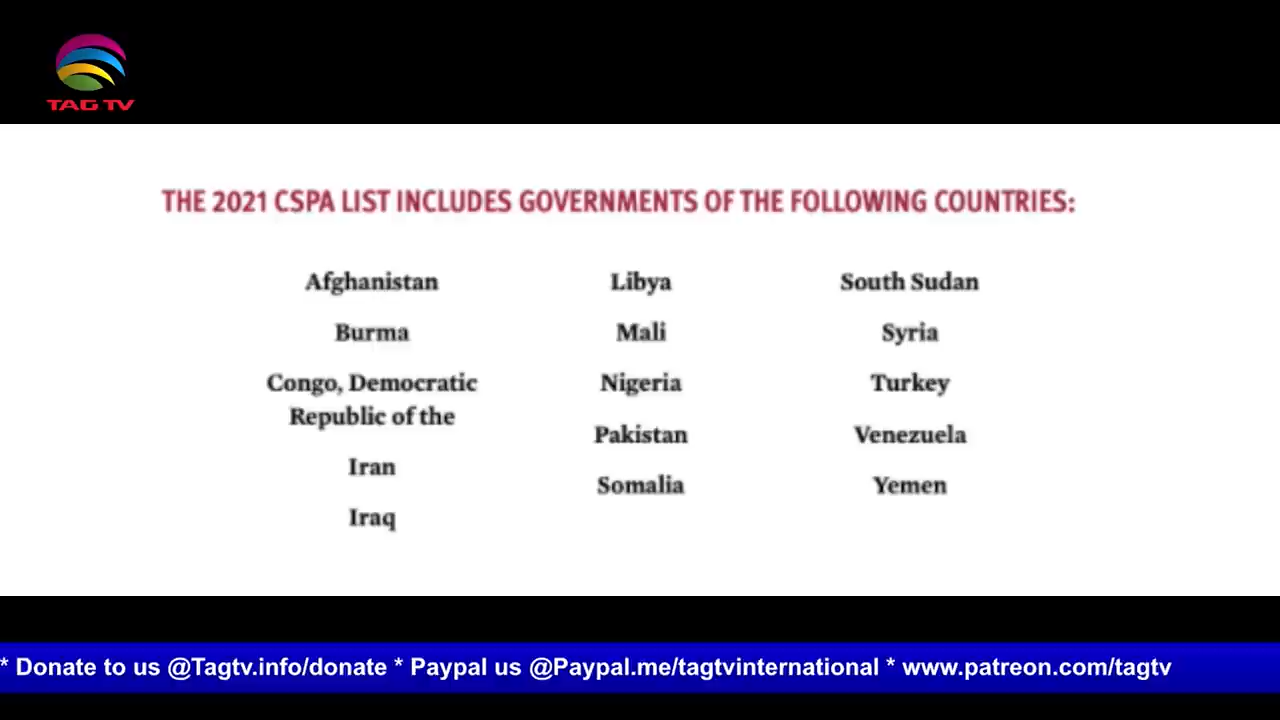 TAG TV
THE 2021 CSPA LIST INCLUDES GOVERNMENTS OF THE FOLLOWING COUNTRIES:
Afghanistan
Burma
Congo, Democratic
Republic of the
Iran
Iraq
Libya
Mali
Nigeria
Pakistan
Somalia
South Sudan
Syria
Turkey
Venezuela
Yemen
* Donate to us @Tagtv.info/donate * Paypal us @Paypal.me/tagtvinternational * www.patreon.com/tagtv